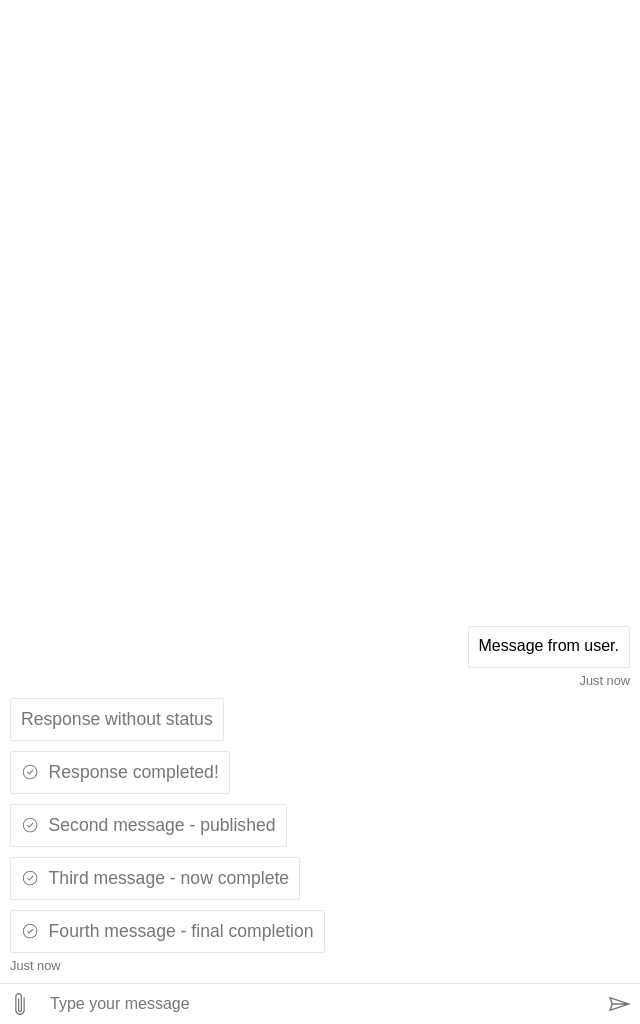 Message from user.
Just now
Response without status
Response completed!
Second message - published
Third message - now complete
Fourth message - final completion
Just now
Type your message